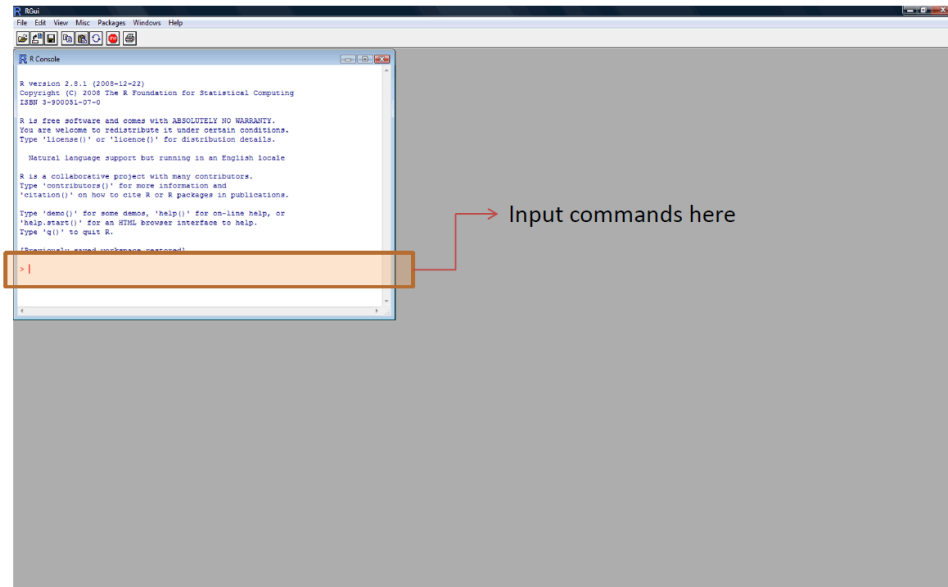 RGui
File Edit View Misc Packages Windows Help
R Console
R version 2.8.1 (2008-12-22)
Copyright (C) 2008 The R Foundation for Statistical Computing
ISBN 3-900051-07-0
R is free software and comes with ABSOLUTELY NO WARRANTY.
You are welcome to redistribute it under certain conditions.
Type 'license()' or 'licence()' for distribution details.
Natural language support but running in an English locale
R is a collaborative project with many contributors.
Type 'contributors()' for more information and
'citation()' on how to cite R or R packages in publications.
Type 'demo()' for some demos, 'help()' for on-line help, or
'help.start()' for an HTML browser interface to help.
Type 'q()' to quit R.
[Previously saved workspace restored]
>
Input commands here